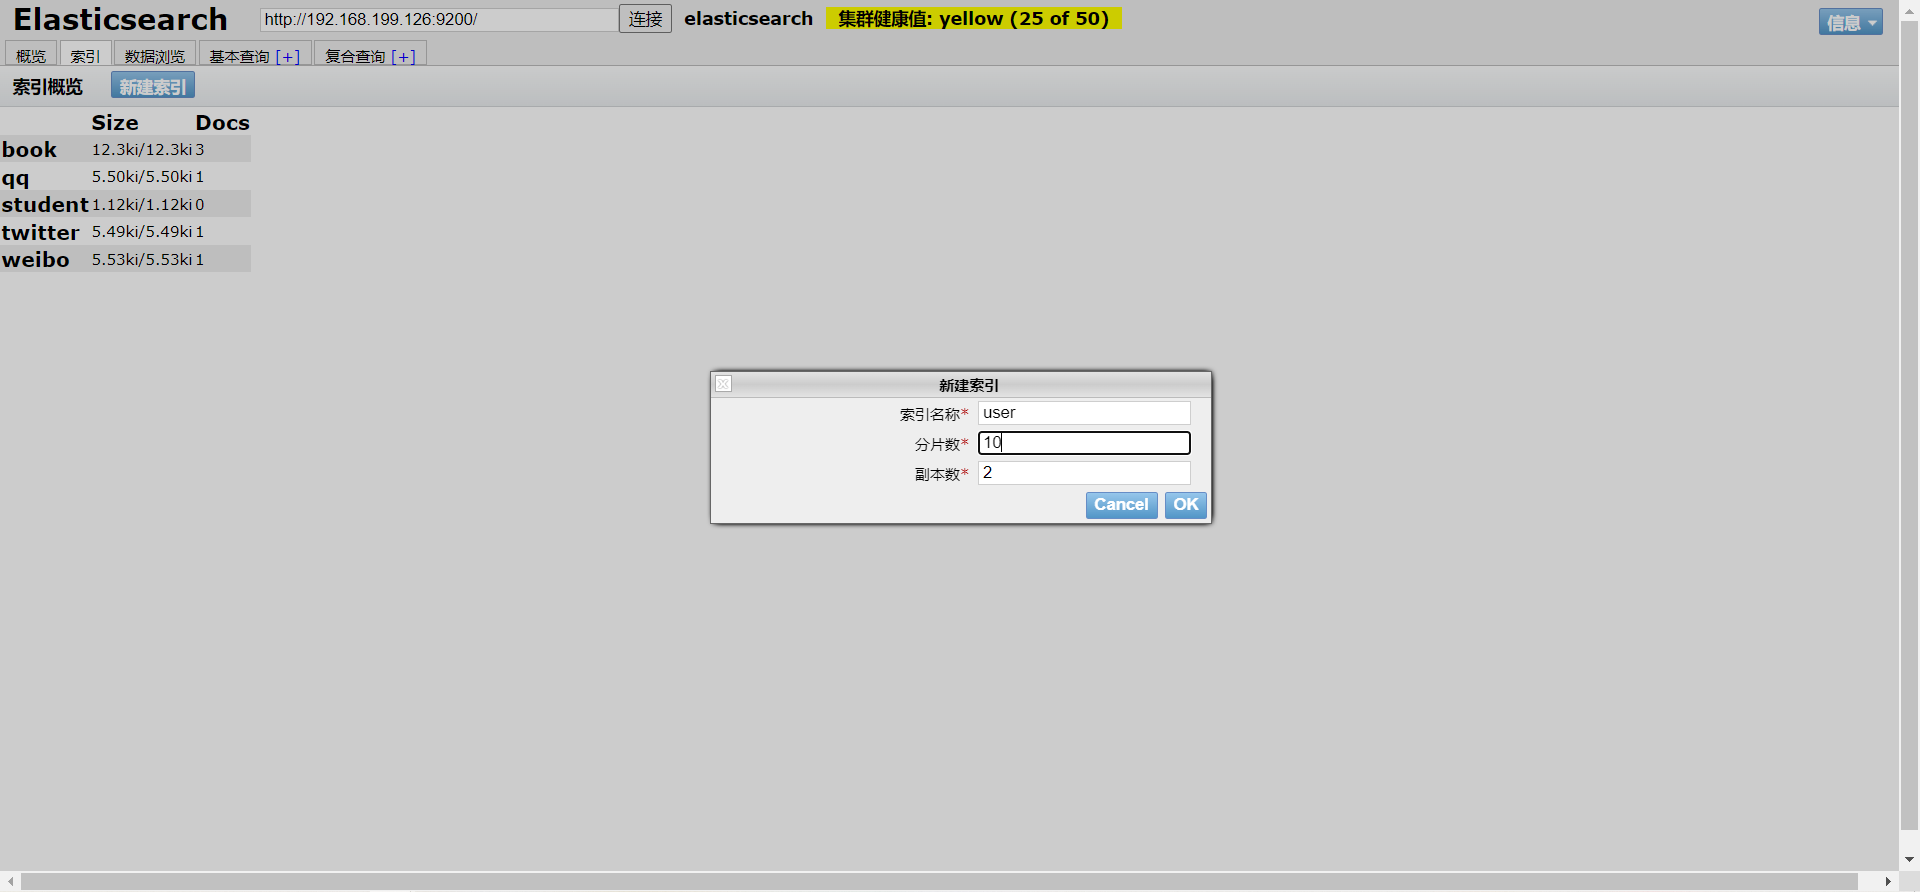 Elasticsearch http://192.168.199.126:9200/ 连接 elasticsearch 集群健康值: yellow (25 of 50) 信息
概览 索引 数据浏览 基本查询 [+] 复合查询 [+]
索引概览 新建索引
Size Docs
book 12.3ki/12.3ki 3
qq 5.50ki/5.50ki 1
student 1.12ki/1.12ki 0
twitter 5.49ki/5.49ki 1
weibo 5.53ki/5.53ki 1
新建索引
索引名称* user
分片数* 10
副本数* 2
Cancel OK